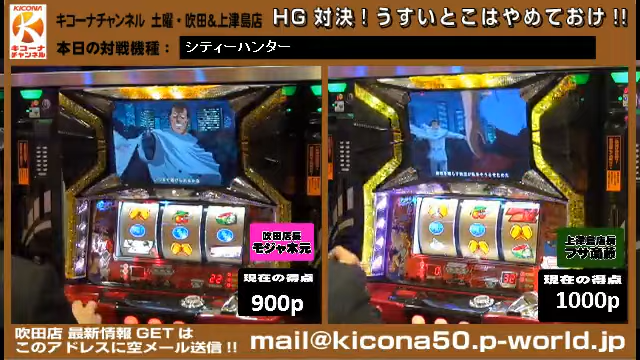 KICONA
キコーナ
チャンネル
キコーナチャンネル 土曜・吹田&上津島店
HG対決!うすいとこはやめておけ!!
本日の対戦機種:
シティーハンター
吹田店長
モジャ木元
現在の得点
900p
上津島店長
現在の得点
1000p
吹田店 最新情報GETは
このアドレスに空メール送信!!
mail@kicona50.p-world.jp